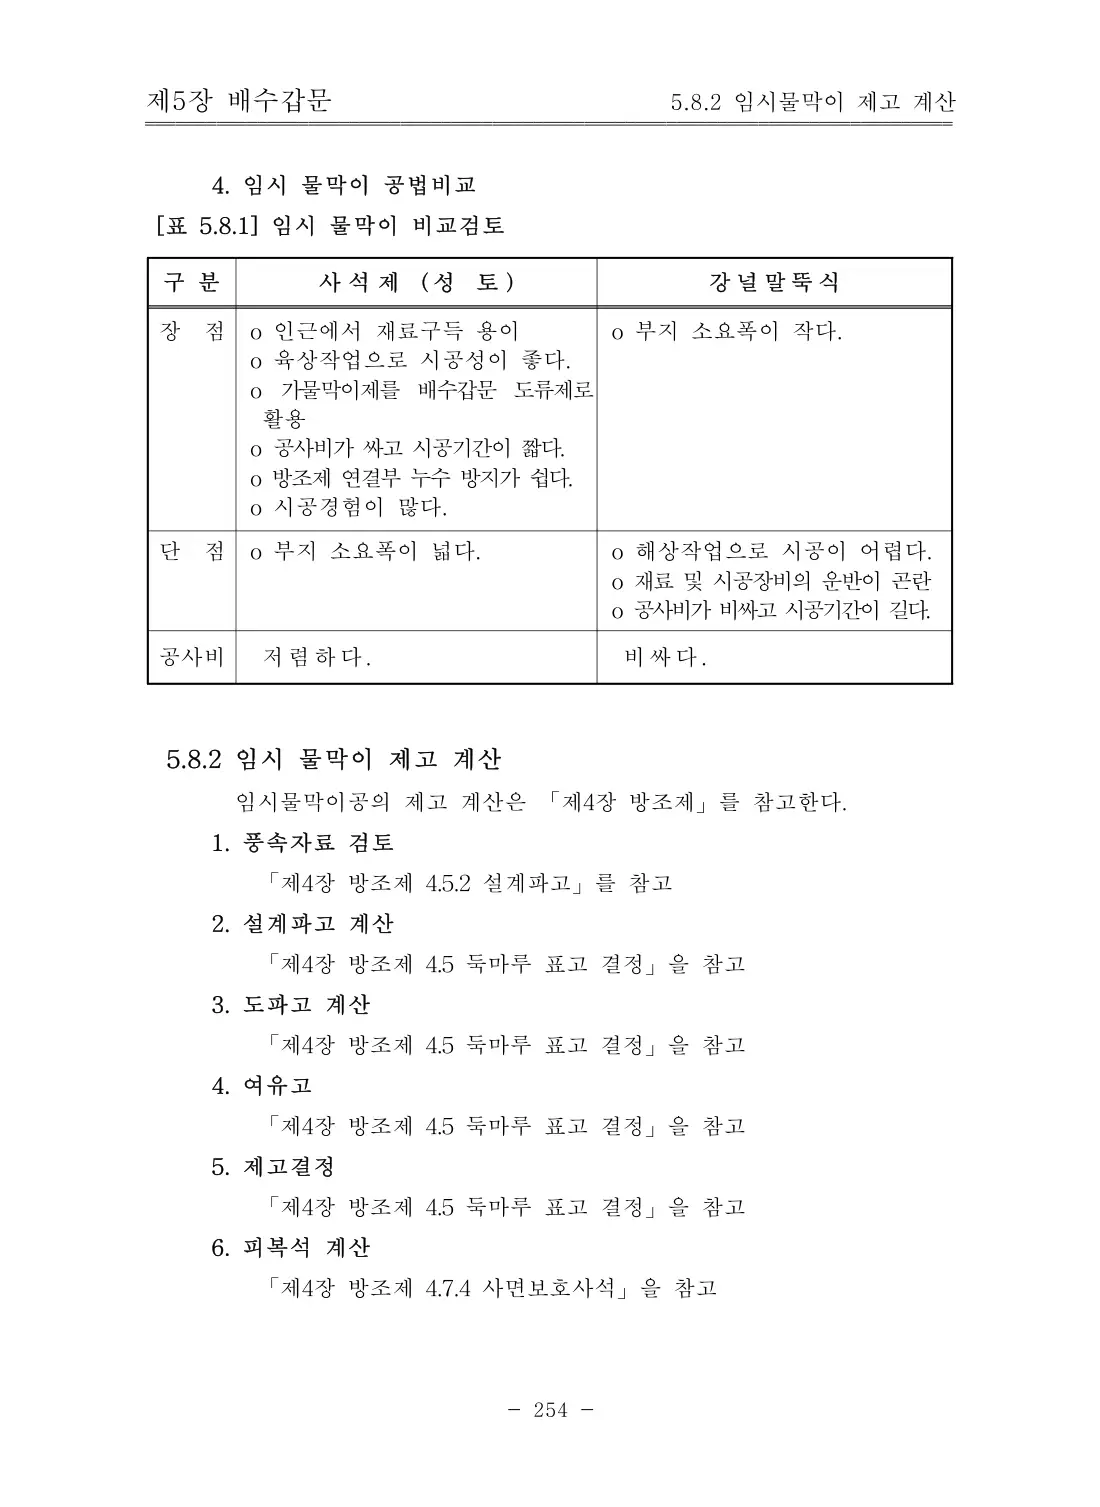 제5장 배수갑문
5.8.2 임시물막이 제고 계산
4. 임시 물막이 공법비교
[표 5.8.1] 임시 물막이 비교검토
구 분
사석제 (성 토)
강널말뚝식
장 점
o 인근에서 재료구득 용이
o 육상작업으로 시공성이 좋다.
o 가물막이제를 배수갑문 도류제로
활용
o 공사비가 싸고 시공기간이 짧다.
o 방조제 연결부 누수 방지가 쉽다.
o 시공경험이 많다.
o 부지 소요폭이 작다.
단 점
o 부지 소요폭이 넓다.
o 해상작업으로 시공이 어렵다.
o 재료 및 시공장비의 운반이 곤란
o 공사비가 비싸고 시공기간이 길다.
공사비
저렴하다.
비싸다.
5.8.2 임시 물막이 제고 계산
임시물막이공의 제고 계산은 「제4장 방조제」를 참고한다.
1. 풍속자료 검토
「제4장 방조제 4.5.2 설계파고」를 참고
2. 설계파고 계산
「제4장 방조제 4.5 둑마루 표고 결정」을 참고
3. 도파고 계산
「제4장 방조제 4.5 둑마루 표고 결정」을 참고
4. 여유고
「제4장 방조제 4.5 둑마루 표고 결정」을 참고
5. 제고결정
「제4장 방조제 4.5 둑마루 표고 결정」을 참고
6. 피복석 계산
「제4장 방조제 4.7.4 사면보호사석」을 참고
- 254 -